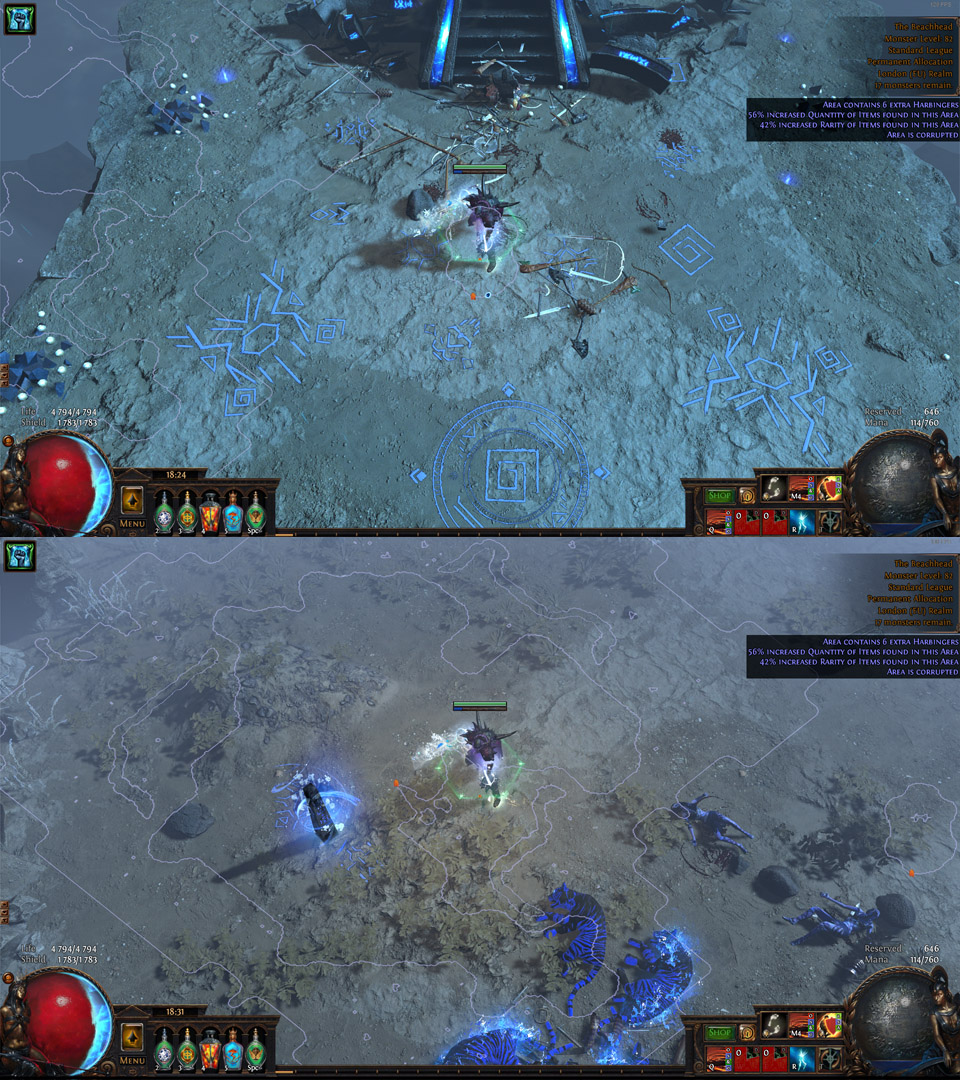 The Beachhead
Monster Level: 82
Standard League
Permanent Allocation
London (EU) Realm
17 monsters remain
Area contains 6 extra Harbingers
56% increased Quantity of Items found in this Area
42% increased Rarity of Items found in this Area
Area is corrupted
Life 4 794/4 794
Shield 1 783/1 783
Reserved 646
Mana 114/760
18:24
Menu
Shop
M4
Q
0
0
R
The Beachhead
Monster Level: 82
Standard League
Permanent Allocation
London (EU) Realm
17 monsters remain
Area contains 6 extra Harbingers
56% increased Quantity of Items found in this Area
42% increased Rarity of Items found in this Area
Area is corrupted
Life 4 794/4 794
Shield 1 783/1 783
Reserved 646
Mana 114/760
18:31
Menu
Shop
M4
Q
0
0
R